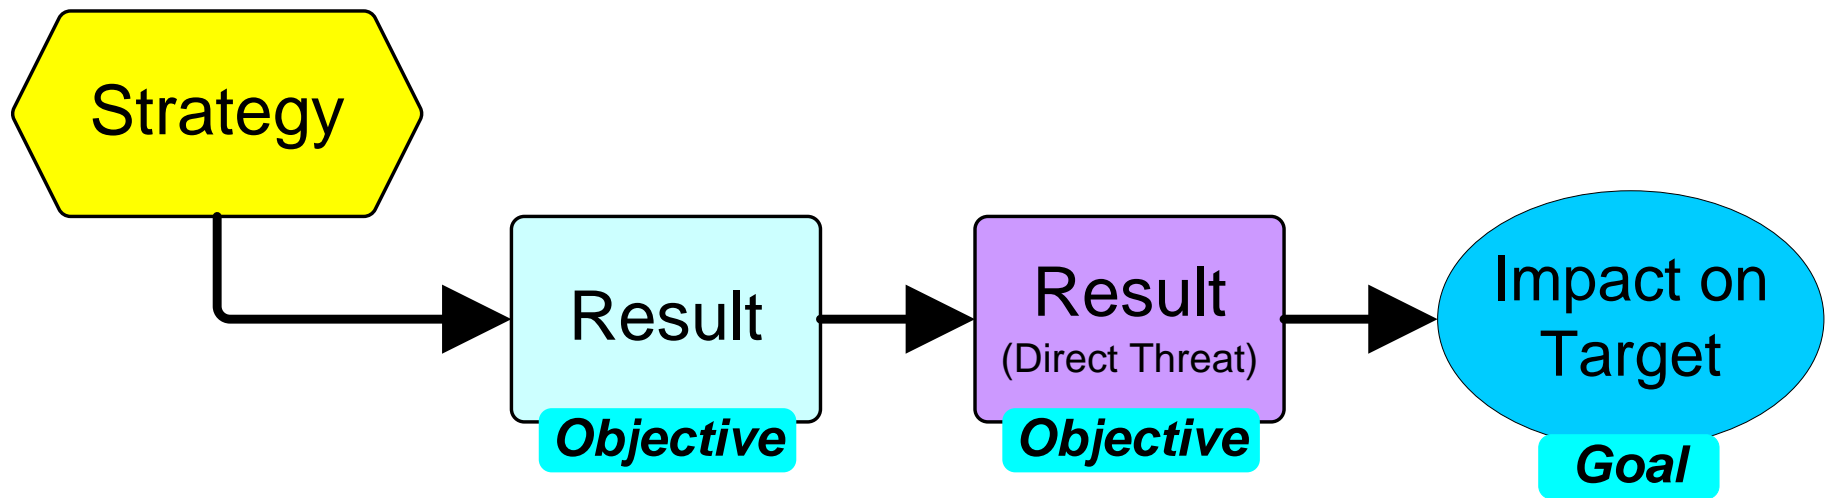 Strategy
Result
Objective
Result
(Direct Threat)
Objective
Impact on
Target
Goal